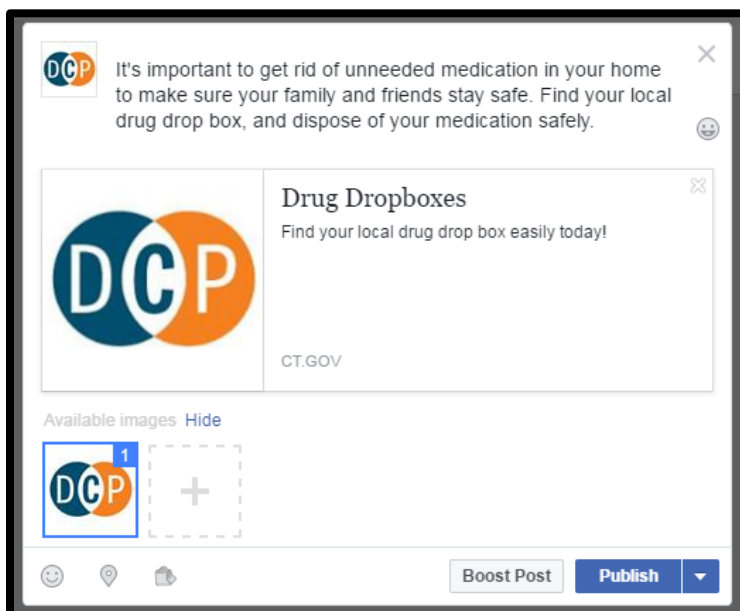 DCP
It's important to get rid of unneeded medication in your home
to make sure your family and friends stay safe. Find your local
drug drop box, and dispose of your medication safely.
DCP
Drug Dropboxes
Find your local drug drop box easily today!
CT.GOV
Available images Hide
DCP
1
Boost Post
Publish